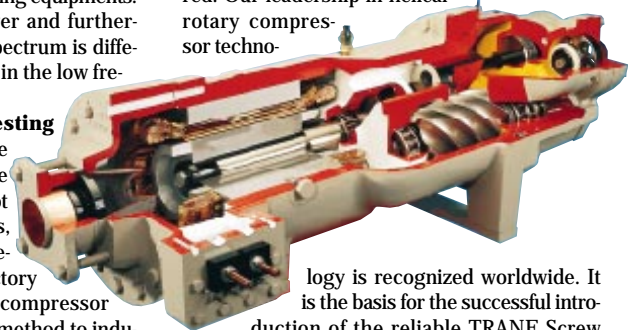 ing equipments.
er and further-
pectrum is diffe-
in the low fre-
esting
e
e
ot
s,
e-
ctory
compressor
method to indu
red. Our leadership in helical
rotary compres-
sor techno-
logy is recognized worldwide. It
is the basis for the successful intro-
duction of the reliable TRANE Screw